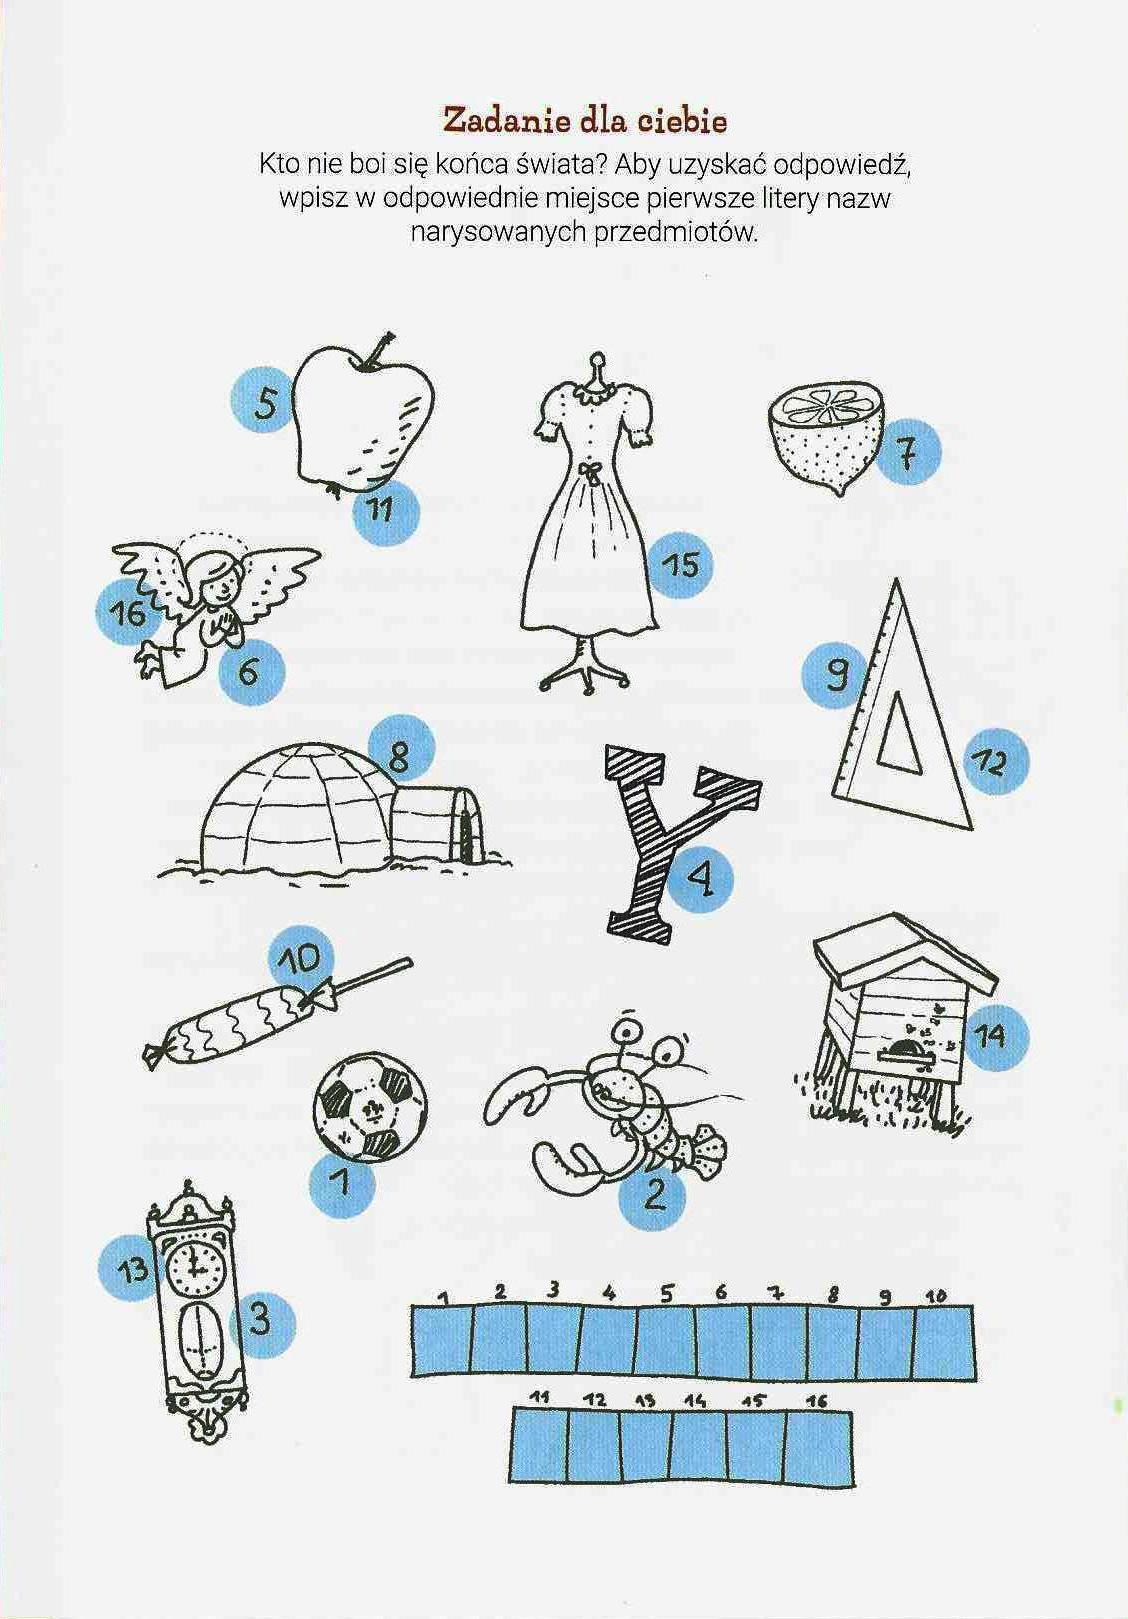 Zadanie dla ciebie
Kto nie boi się końca świata? Aby uzyskać odpowiedź,
wpisz w odpowiednie miejsce pierwsze litery nazw
narysowanych przedmiotów.
5
7
11
15
16
6
9
8
12
Y
4
10
14
1
2
13
3
1 2 3 4 5 6 7 8 9 10
11 12 13 14 15 16